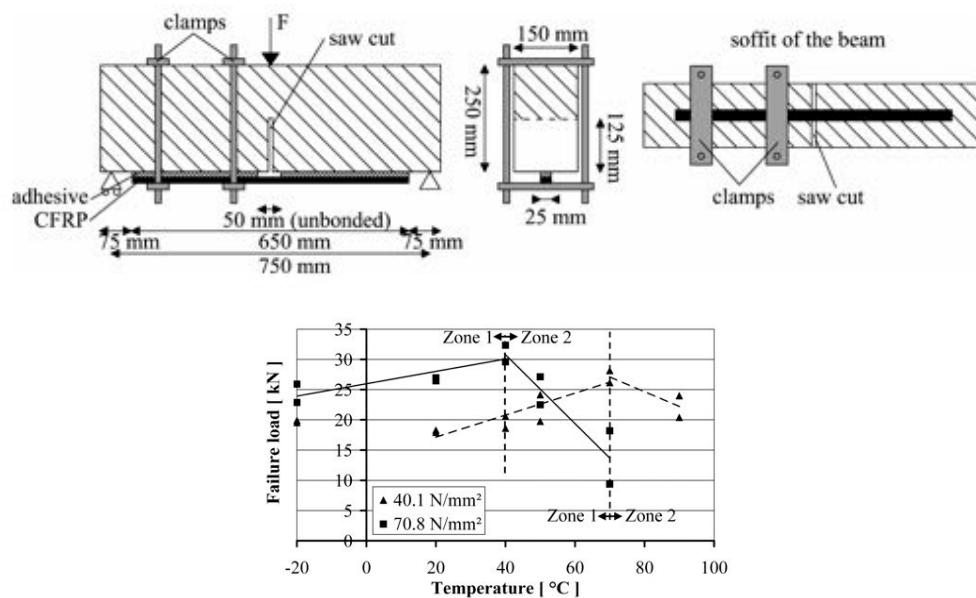 clamps
F
saw cut
adhesive
CFRP
50 mm (unbonded)
75 mm 650 mm 75 mm
750 mm
150 mm
250 mm
125 mm
25 mm
soffit of the beam
clamps saw cut
Failure load [ kN]
35
30
25
20
15
10
5
0
Zone 1 Zone 2
40.1 N/mm²
70.8 N/mm²
Zone 1 Zone 2
-20 0 20 40 60 80 100
Temperature [ °C]